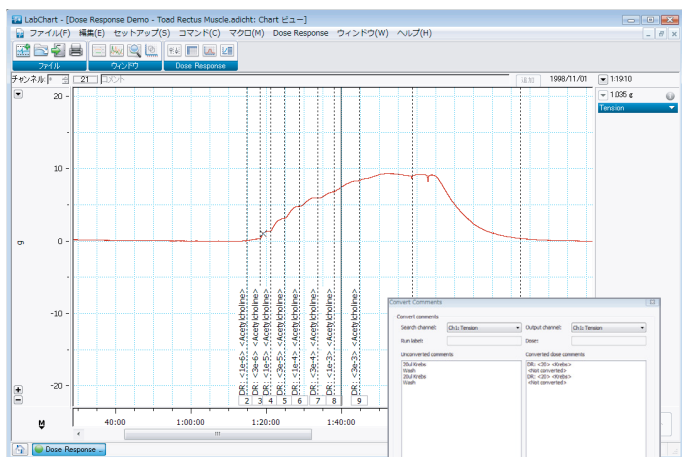 LabChart - [Dose Response Demo - Toad Rectus Muscle.adicht: Chart ビュー]
ファイル(F) 編集(E) セットアップ(S) コマンド(C) マクロ(M) Dose Response ウィンドウ(W) ヘルプ(H)
ファイル ウィンドウ Dose Response
チャンネル: * 21 コメント 追加 1998/11/01 1:19:10
20
1.035 g
Tension
10
g
0
-10
-20
DR: <1e-6> <Acetylcholine>
DR: <3e-6> <Acetylcholine>
DR: <1e-5> <Acetylcholine>
DR: <3e-5> <Acetylcholine>
DR: <1e-4> <Acetylcholine>
DR: <3e-4> <Acetylcholine>
DR: <1e-3> <Acetylcholine>
DR: <3e-3> <Acetylcholine>
2 3 4 5 6 7 8 9
M 40:00 1:00:00 1:20:00 1:40:00
Dose Response ..
Convert Comments
Convert comments
Search channel: Ch1: Tension Output channel: Ch1: Tension
Run label: Dose:
Unconverted comments Converted dose comments
20ul Krebs DR: <20> <Krebs>
Wash <Not converted>
20ul Krebs DR: <20> <Krebs>
Wash <Not converted>